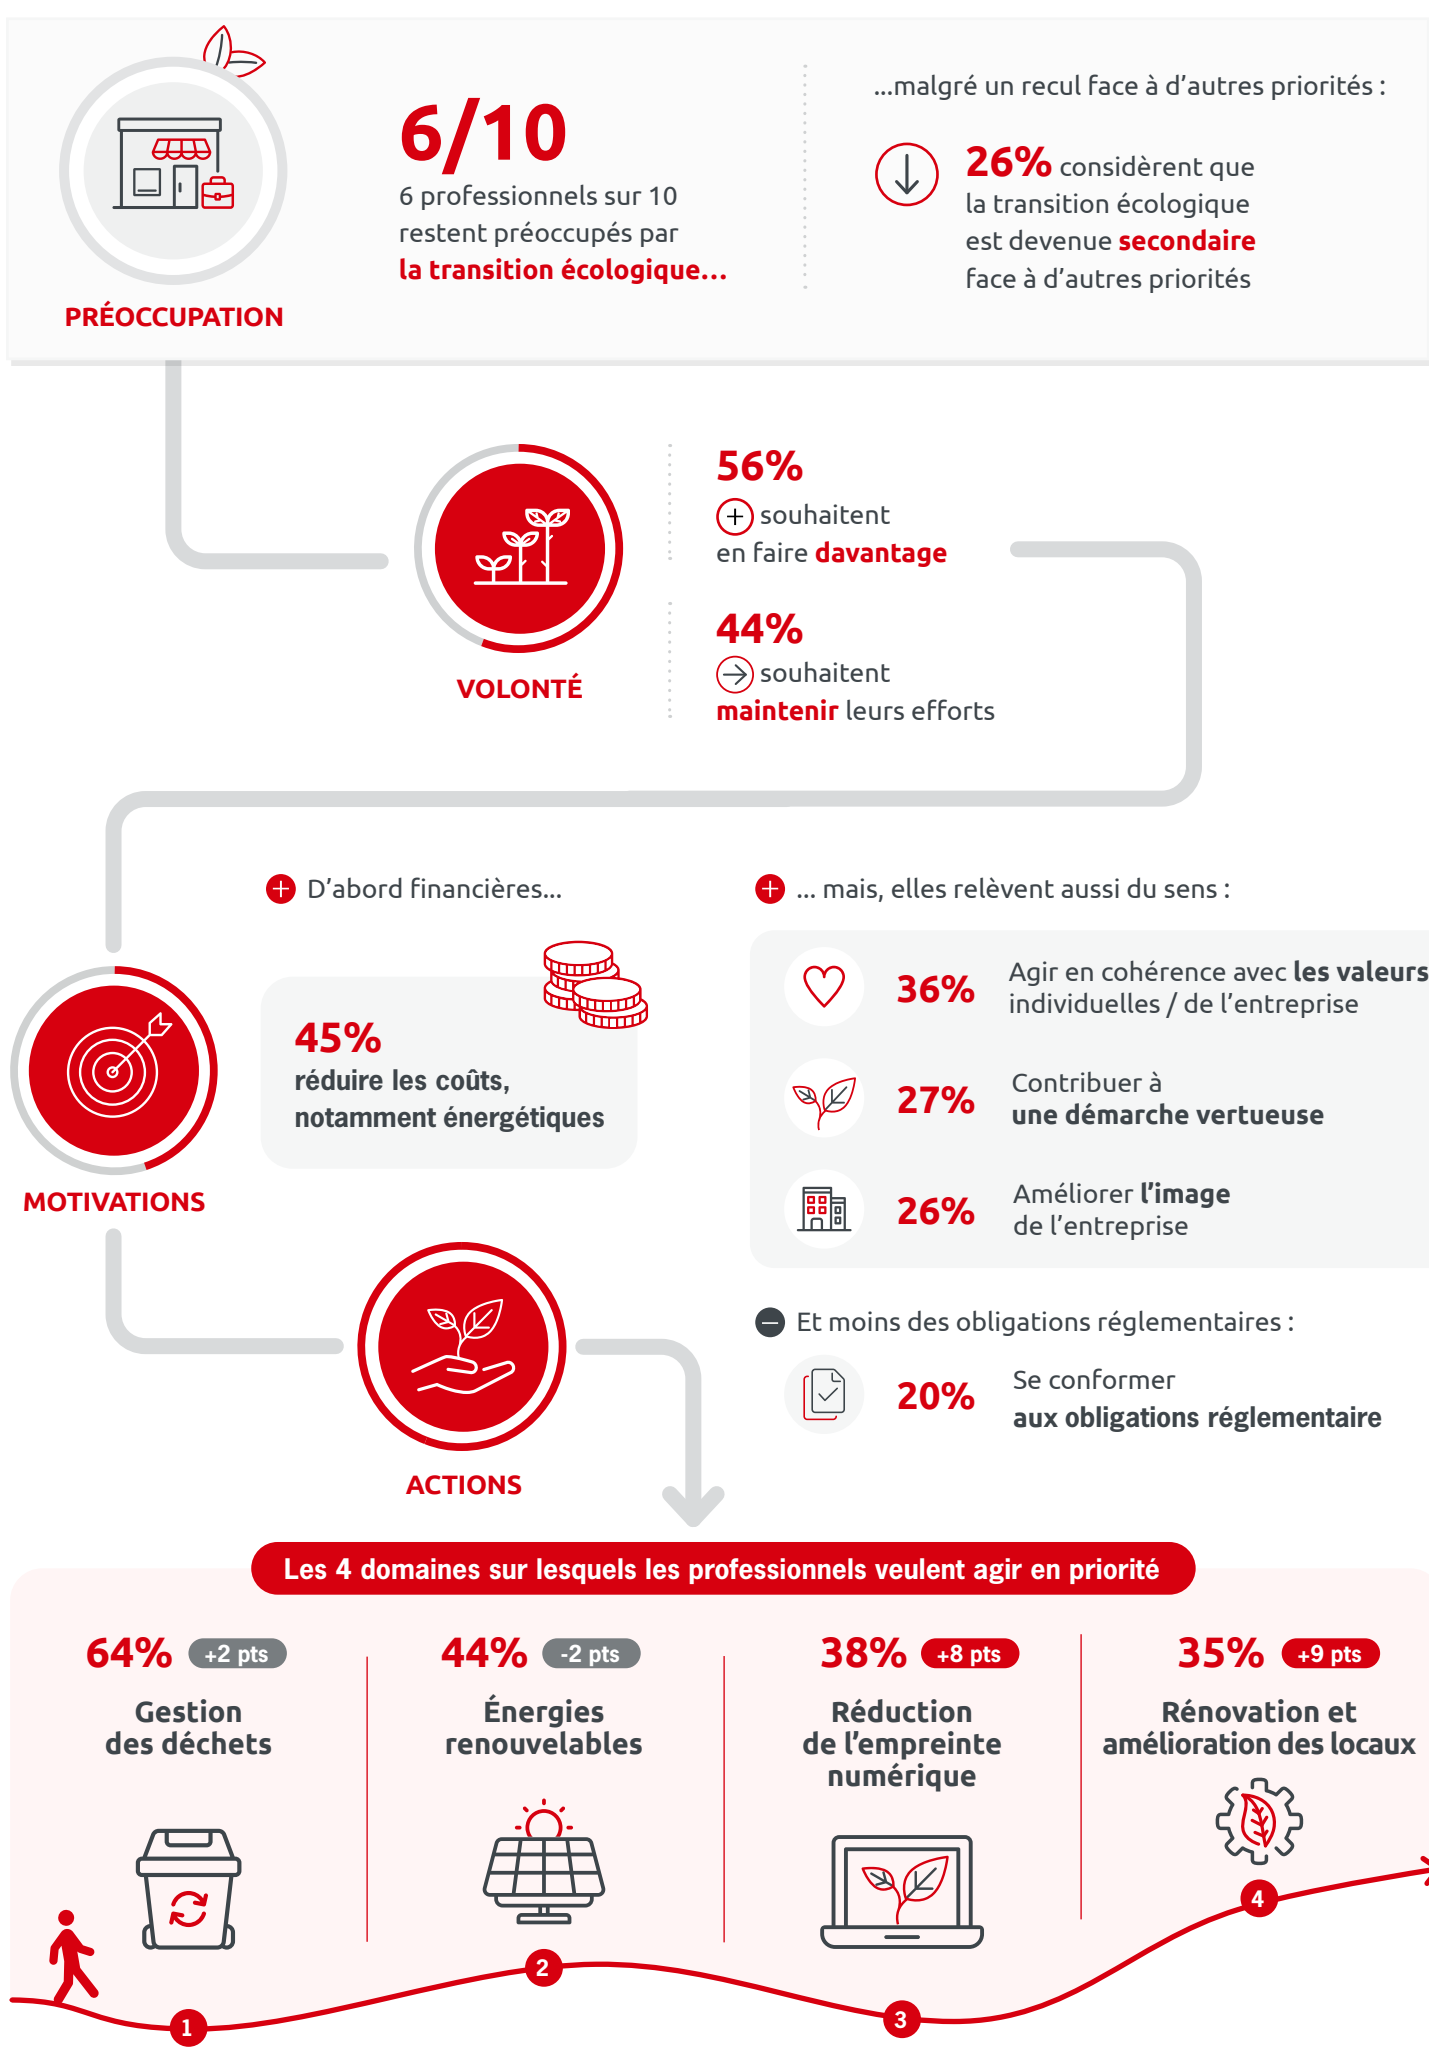 PRÉOCCUPATION
6/10
6 professionnels sur 10
restent préoccupés par
la transition écologique...
...malgré un recul face à d'autres priorités :
26% considèrent que
la transition écologique
est devenue secondaire
face à d'autres priorités
VOLONTÉ
56%
souhaitent
en faire davantage
44%
souhaitent
maintenir leurs efforts
MOTIVATIONS
D'abord financières...
45%
réduire les coûts,
notamment énergétiques
... mais, elles relèvent aussi du sens :
36% Agir en cohérence avec les valeurs
individuelles / de l'entreprise
27% Contribuer à
une démarche vertueuse
26% Améliorer l'image
de l'entreprise
Et moins des obligations réglementaires :
20% Se conformer
aux obligations réglementaire
ACTIONS
Les 4 domaines sur lesquels les professionnels veulent agir en priorité
64% +2 pts
Gestion
des déchets
44% -2 pts
Énergies
renouvelables
38% +8 pts
Réduction
de l'empreinte
numérique
35% +9 pts
Rénovation et
amélioration des locaux
1
2
3
4